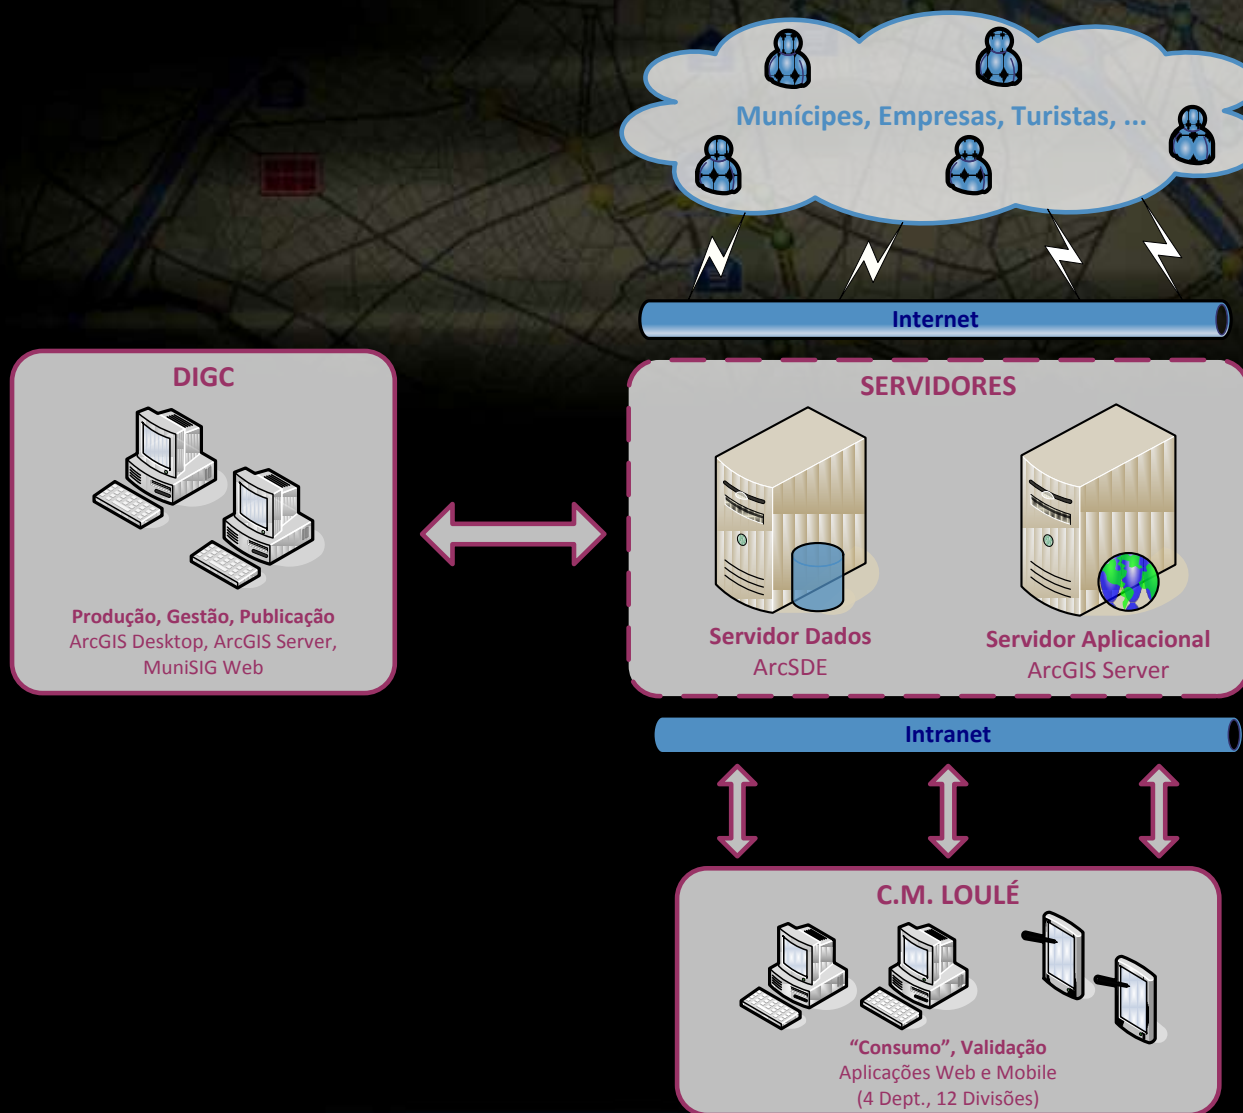 Munícipes, Empresas, Turistas, ...
Internet
DIGC
Produção, Gestão, Publicação
ArcGIS Desktop, ArcGIS Server,
MuniSIG Web
SERVIDORES
Servidor Dados
ArcSDE
Servidor Aplicacional
ArcGIS Server
Intranet
C.M. LOULÉ
“Consumo”, Validação
Aplicações Web e Mobile
(4 Dept., 12 Divisões)